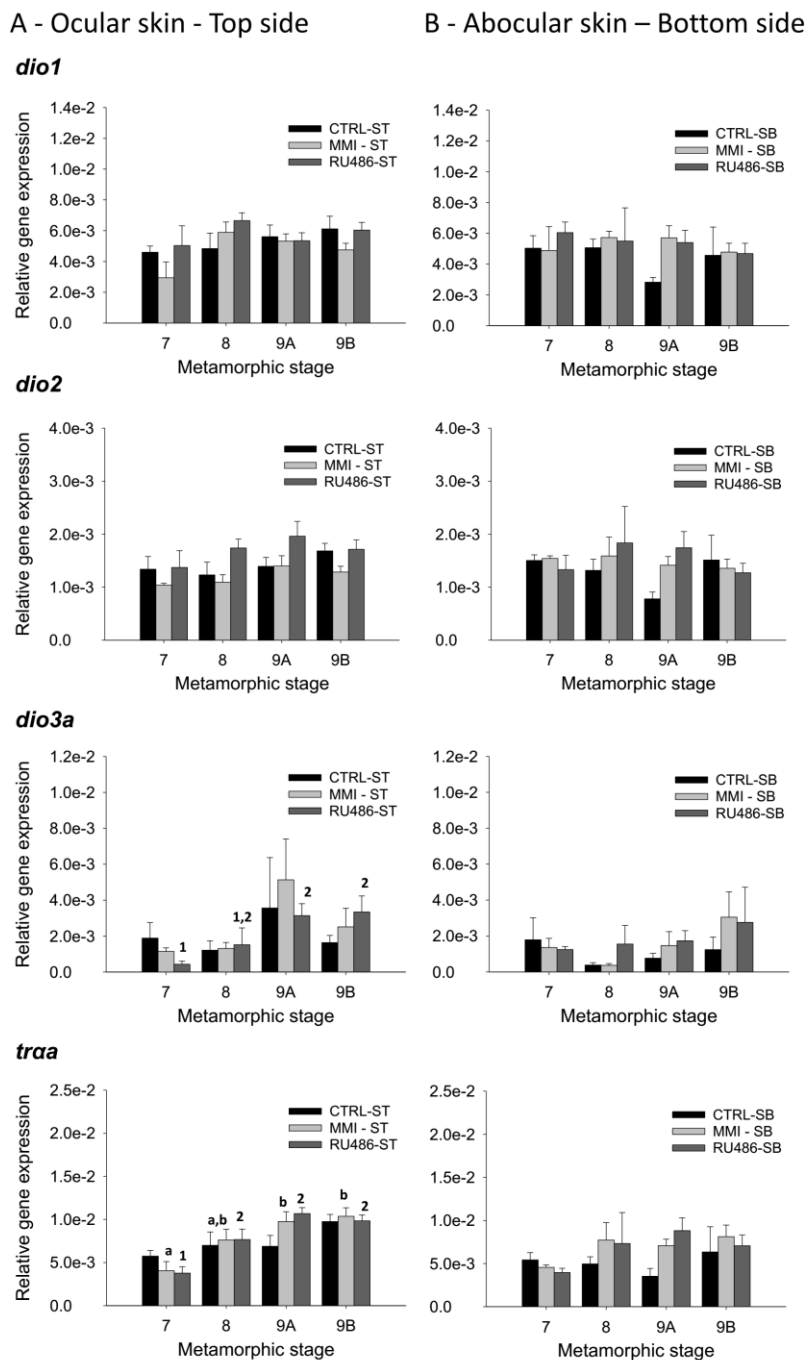 A - Ocular skin - Top side
B - Abocular skin – Bottom side
dio1
Relative gene expression
1.4e-2
1.2e-2
1.0e-2
8.0e-3
6.0e-3
4.0e-3
2.0e-3
0.0
CTRL-ST
MMI - ST
RU486-ST
7 8 9A 9B
Metamorphic stage
1.4e-2
1.2e-2
1.0e-2
8.0e-3
6.0e-3
4.0e-3
2.0e-3
0.0
CTRL-SB
MMI - SB
RU486-SB
7 8 9A 9B
Metamorphic stage
dio2
Relative gene expression
4.0e-3
3.0e-3
2.0e-3
1.0e-3
0.0
CTRL-ST
MMI - ST
RU486-ST
7 8 9A 9B
Metamorphic stage
4.0e-3
3.0e-3
2.0e-3
1.0e-3
0.0
CTRL-SB
MMI - SB
RU486-SB
7 8 9A 9B
Metamorphic stage
dio3a
Relative gene expression
1.2e-2
1.0e-2
8.0e-3
6.0e-3
4.0e-3
2.0e-3
0.0
CTRL-ST
MMI - ST
RU486-ST
1 1,2 2 2
7 8 9A 9B
Metamorphic stage
1.2e-2
1.0e-2
8.0e-3
6.0e-3
4.0e-3
2.0e-3
0.0
CTRL-SB
MMI - SB
RU486-SB
7 8 9A 9B
Metamorphic stage
trαa
Relative gene expression
2.5e-2
2.0e-2
1.5e-2
1.0e-2
5.0e-3
0.0
CTRL-ST
MMI - ST
RU486-ST
a 1 a,b 2 b 2 b 2
7 8 9A 9B
Metamorphic stage
2.5e-2
2.0e-2
1.5e-2
1.0e-2
5.0e-3
0.0
CTRL-SB
MMI - SB
RU486-SB
7 8 9A 9B
Metamorphic stage